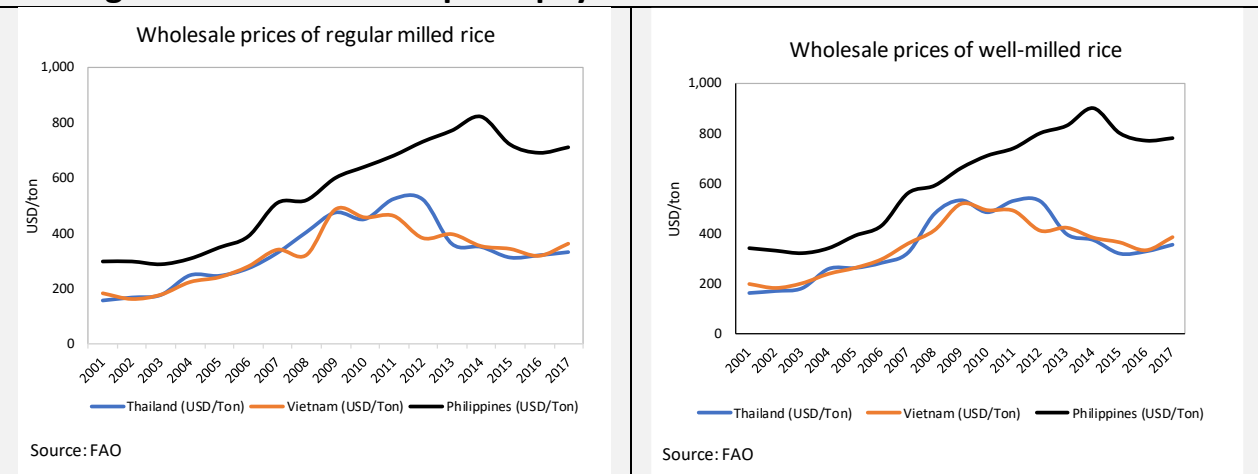 Wholesale prices of regular milled rice
1,000
800
600
400
200
0
USD/ton
2001 2002 2003 2004 2005 2006 2007 2008 2009 2010 2011 2012 2013 2014 2015 2016 2017
Thailand (USD/Ton) Vietnam (USD/Ton) Philippines (USD/Ton)
Source: FAO
Wholesale prices of well-milled rice
1,000
800
600
400
200
0
USD/ton
2001 2002 2003 2004 2005 2006 2007 2008 2009 2010 2011 2012 2013 2014 2015 2016 2017
Thailand (USD/Ton) Vietnam (USD/Ton) Philippines (USD/Ton)
Source: FAO